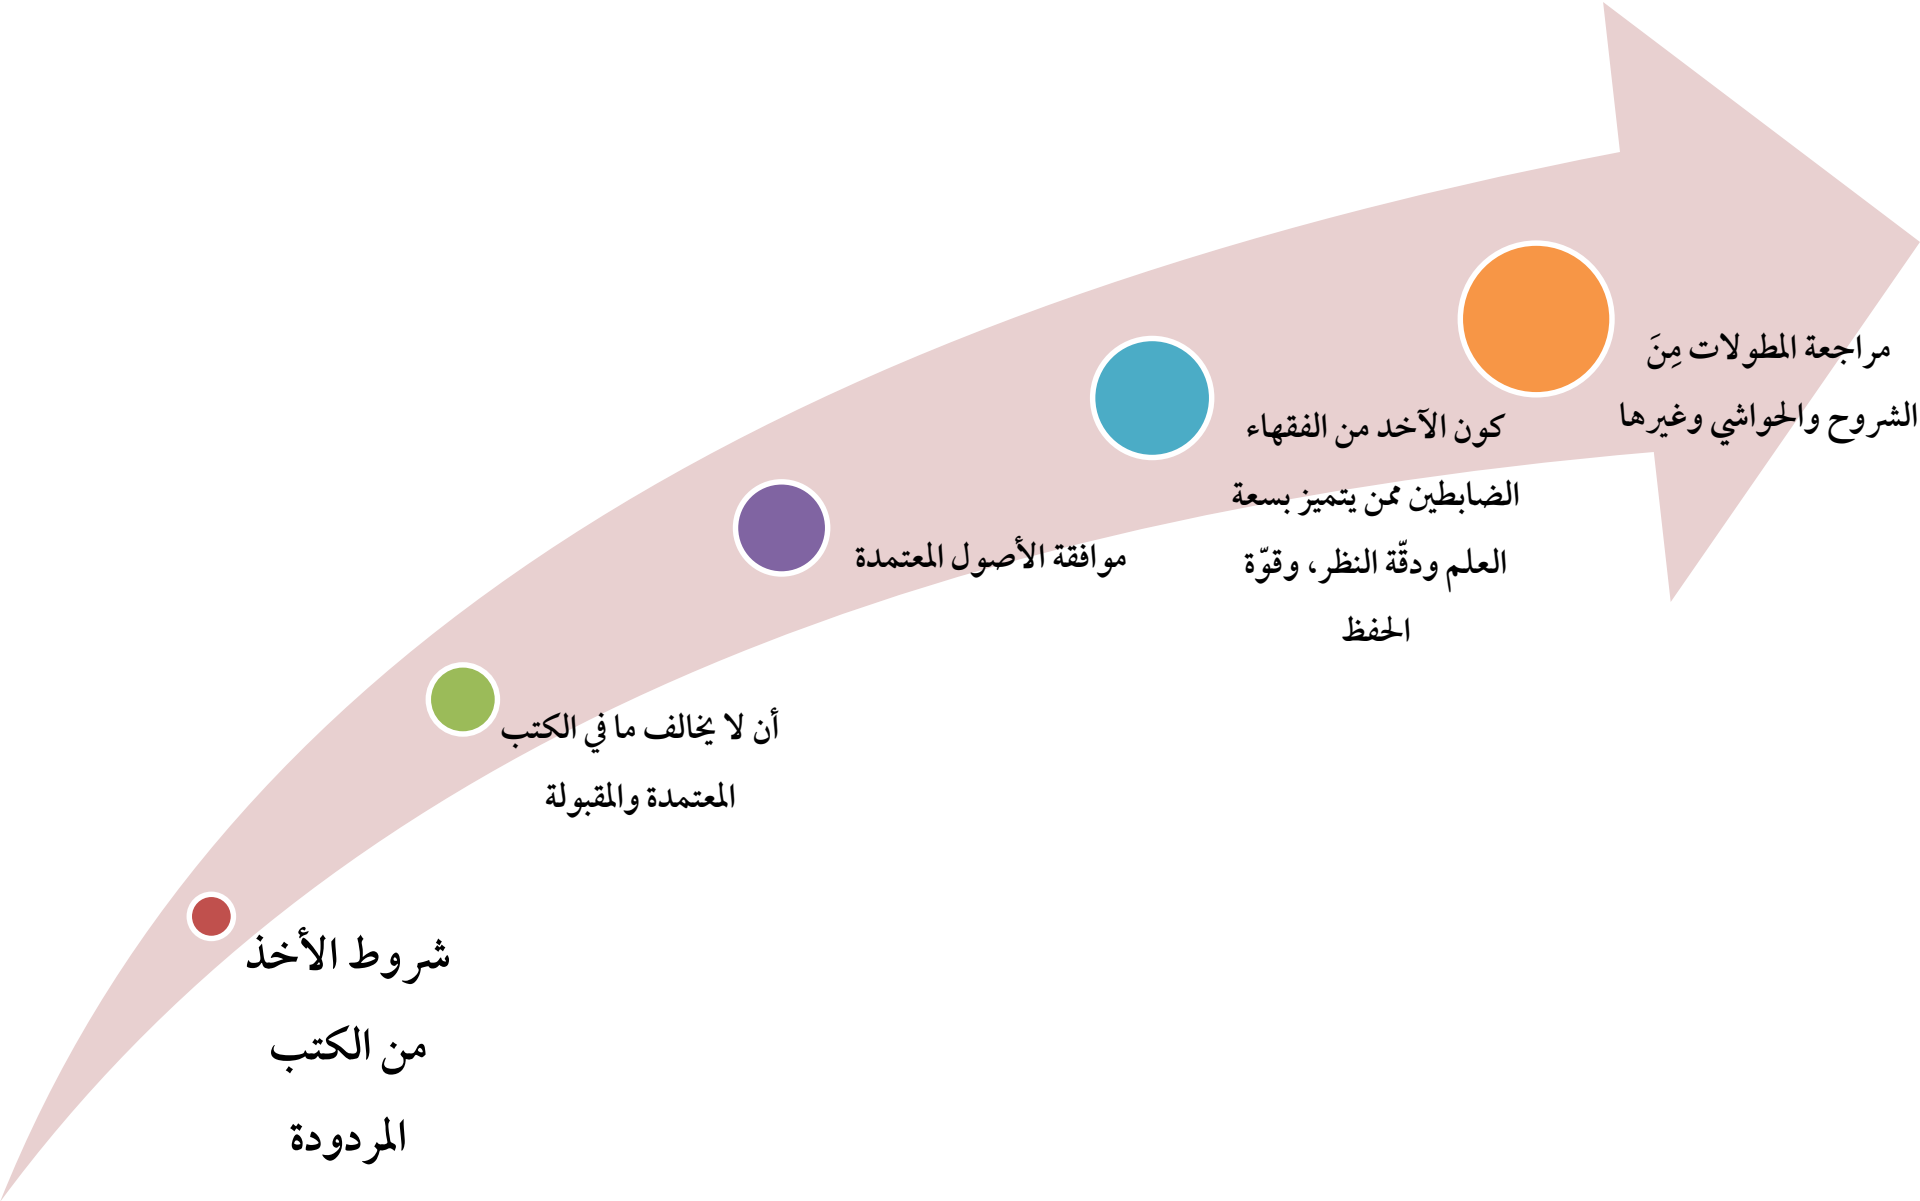 شروط الأخذ
من الكتب
المردودة
أن لا يخالف ما في الكتب
المعتمدة والمقبولة
موافقة الأصول المعتمدة
كون الآخد من الفقهاء
الضابطين ممن يتميز بسعة
العلم ودقّة النظر، وقوّة
الحفظ
مراجعة المطولات مِنَ
الشروح والحواشي وغيرها